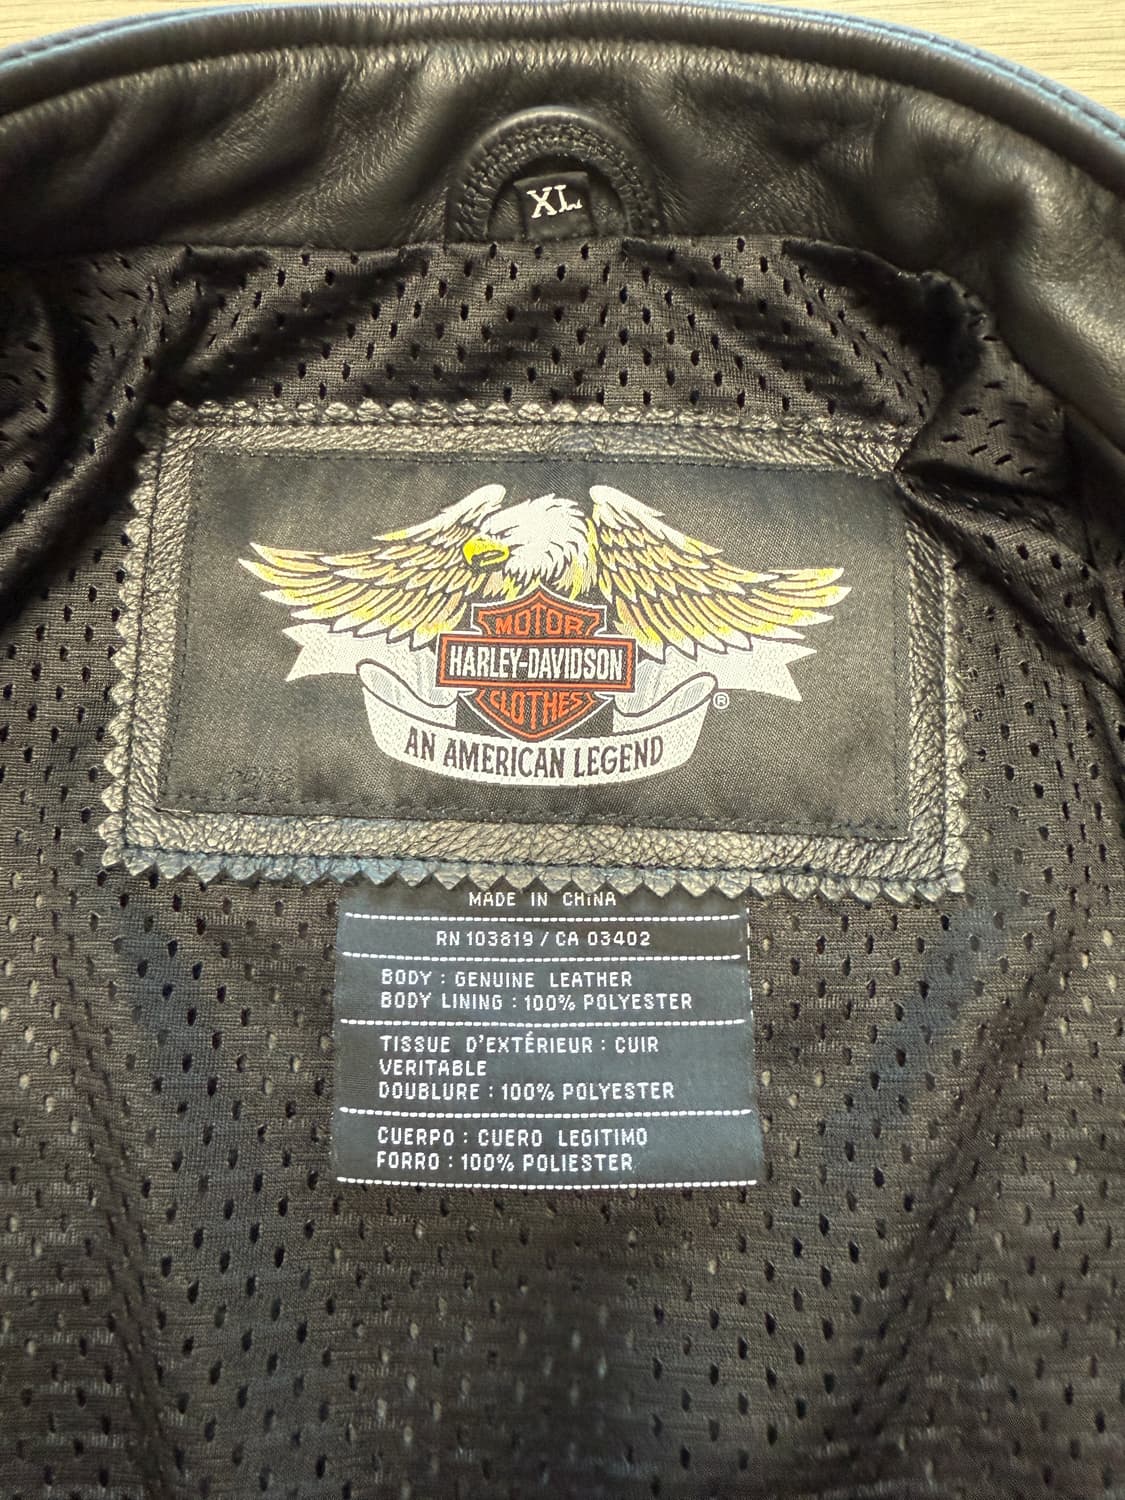 XL
MOTOR
HARLEY-DAVIDSON
CLOTHES
®
AN AMERICAN LEGEND
MADE IN CHINA
RN 103819 / CA 03402
BODY : GENUINE LEATHER
BODY LINING : 100% POLYESTER
TISSUE D'EXTÉRIEUR : CUIR
VERITABLE
DOUBLURE : 100% POLYESTER
CUERPO : CUERO LEGITIMO
FORRO : 100% POLIESTER